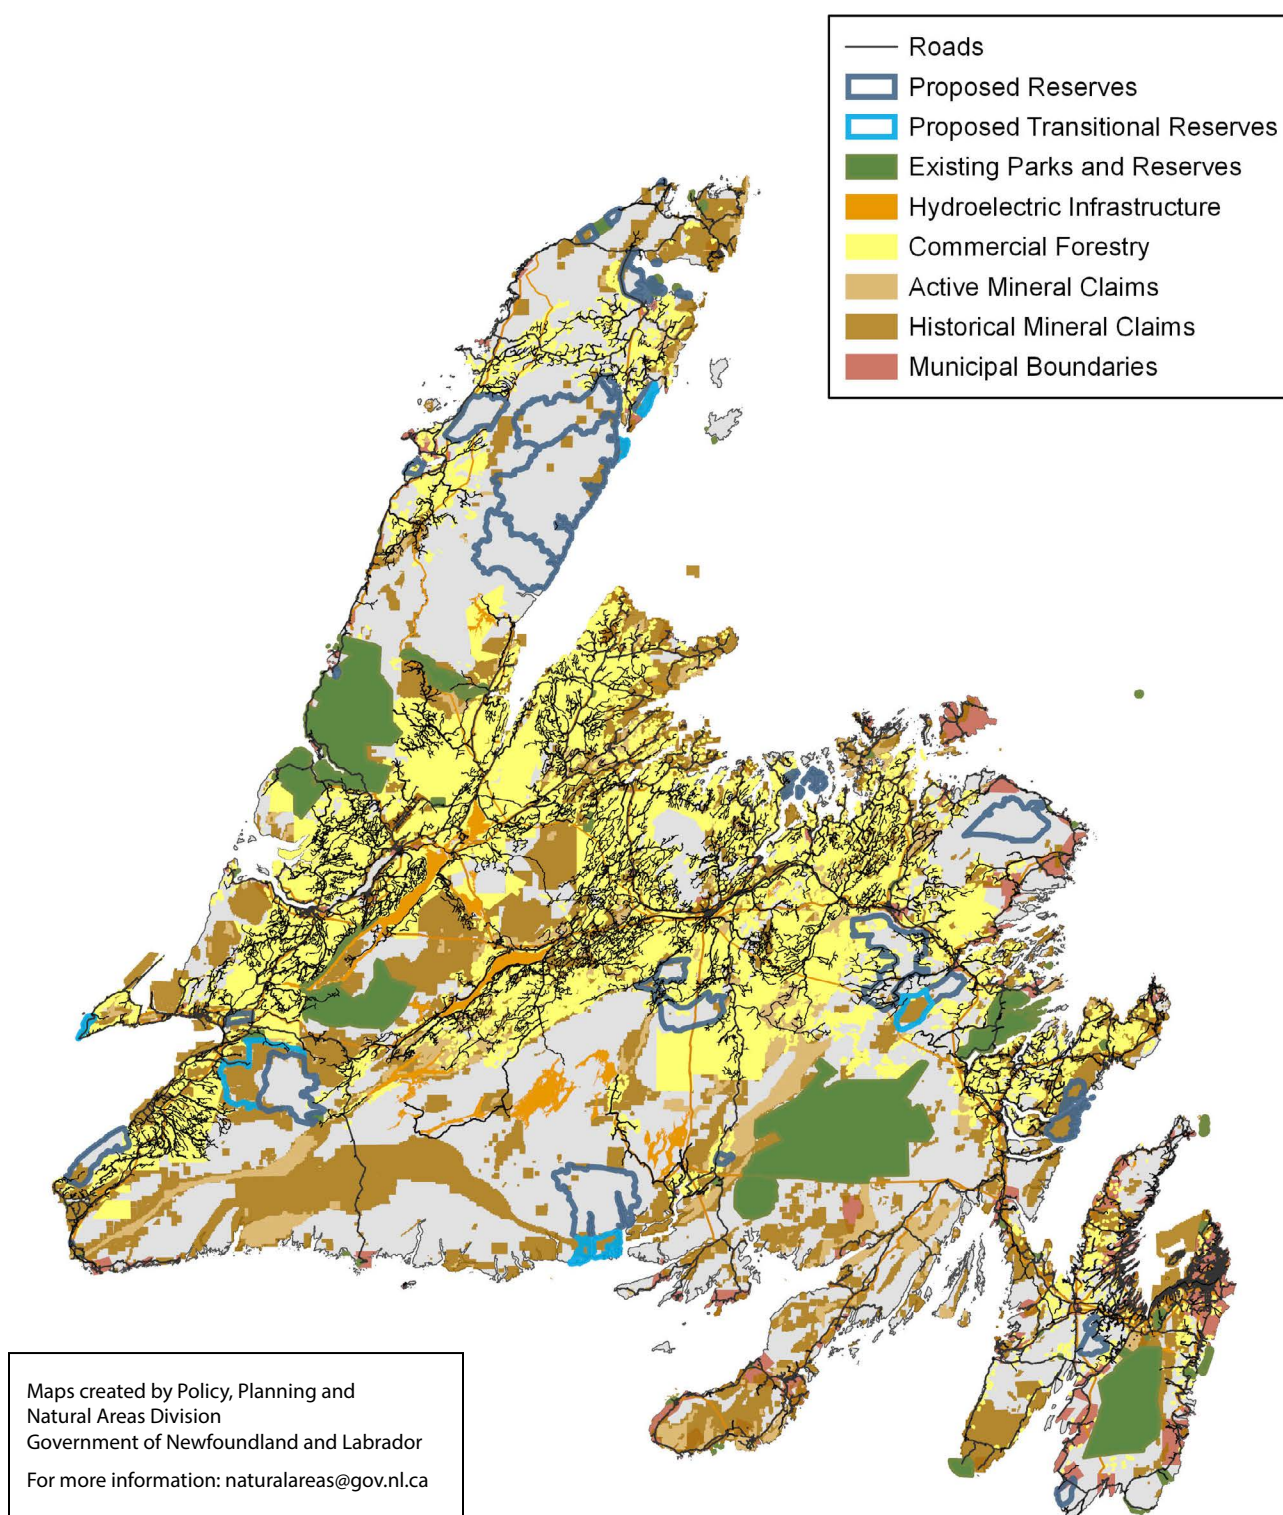 Roads
Proposed Reserves
Proposed Transitional Reserves
Existing Parks and Reserves
Hydroelectric Infrastructure
Commercial Forestry
Active Mineral Claims
Historical Mineral Claims
Municipal Boundaries
Maps created by Policy, Planning and
Natural Areas Division
Government of Newfoundland and Labrador
For more information: naturalareas@gov.nl.ca